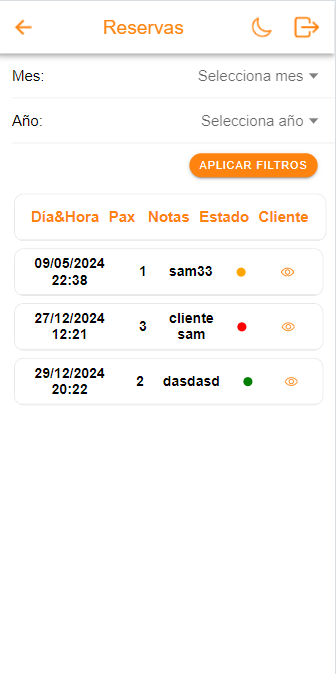 Reservas
Mes: Selecciona mes
Año: Selecciona año
APLICAR FILTROS
Día&Hora Pax Notas Estado Cliente
09/05/2024
22:38 1 sam33
27/12/2024
12:21 3 cliente
sam
29/12/2024
20:22 2 dasdasd